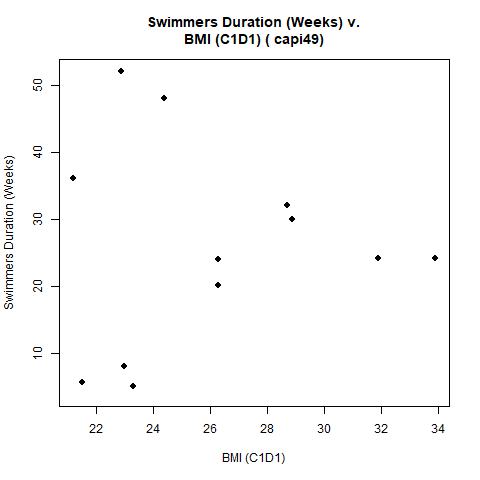 Swimmers Duration (Weeks) v.
BMI (C1D1) ( capi49)
Swimmers Duration (Weeks)
50
40
30
20
10
22 24 26 28 30 32 34
BMI (C1D1)